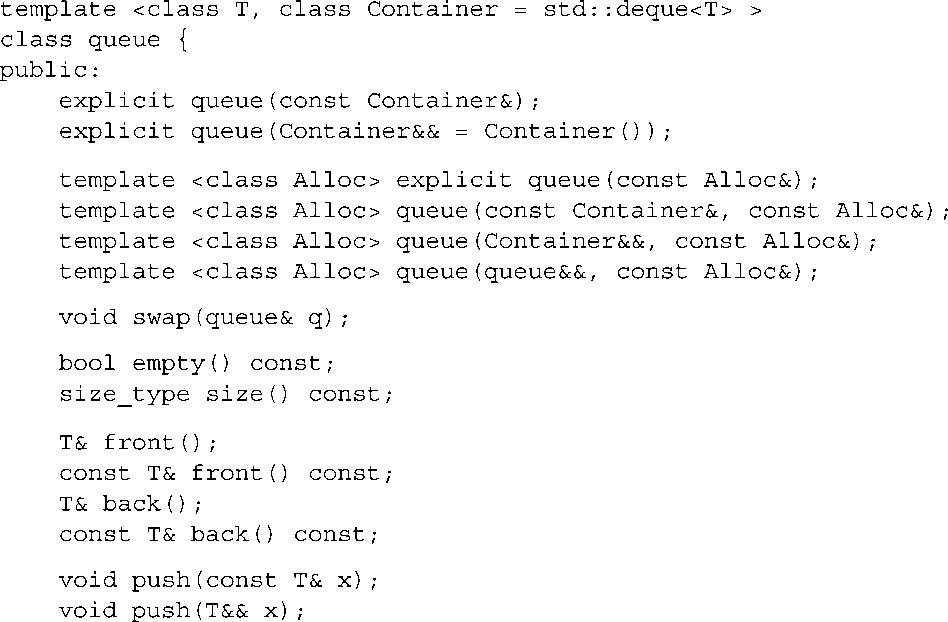 template <class T, class Container = std::deque<T> >
class queue {
public:
    explicit queue(const Container&);
    explicit queue(Container&& = Container());
    template <class Alloc> explicit queue(const Alloc&);
    template <class Alloc> queue(const Container&, const Alloc&);
    template <class Alloc> queue(Container&&, const Alloc&);
    template <class Alloc> queue(queue&&, const Alloc&);
    void swap(queue& q);
    bool empty() const;
    size_type size() const;
    T& front();
    const T& front() const;
    T& back();
    const T& back() const;
    void push(const T& x);
    void push(T&& x);